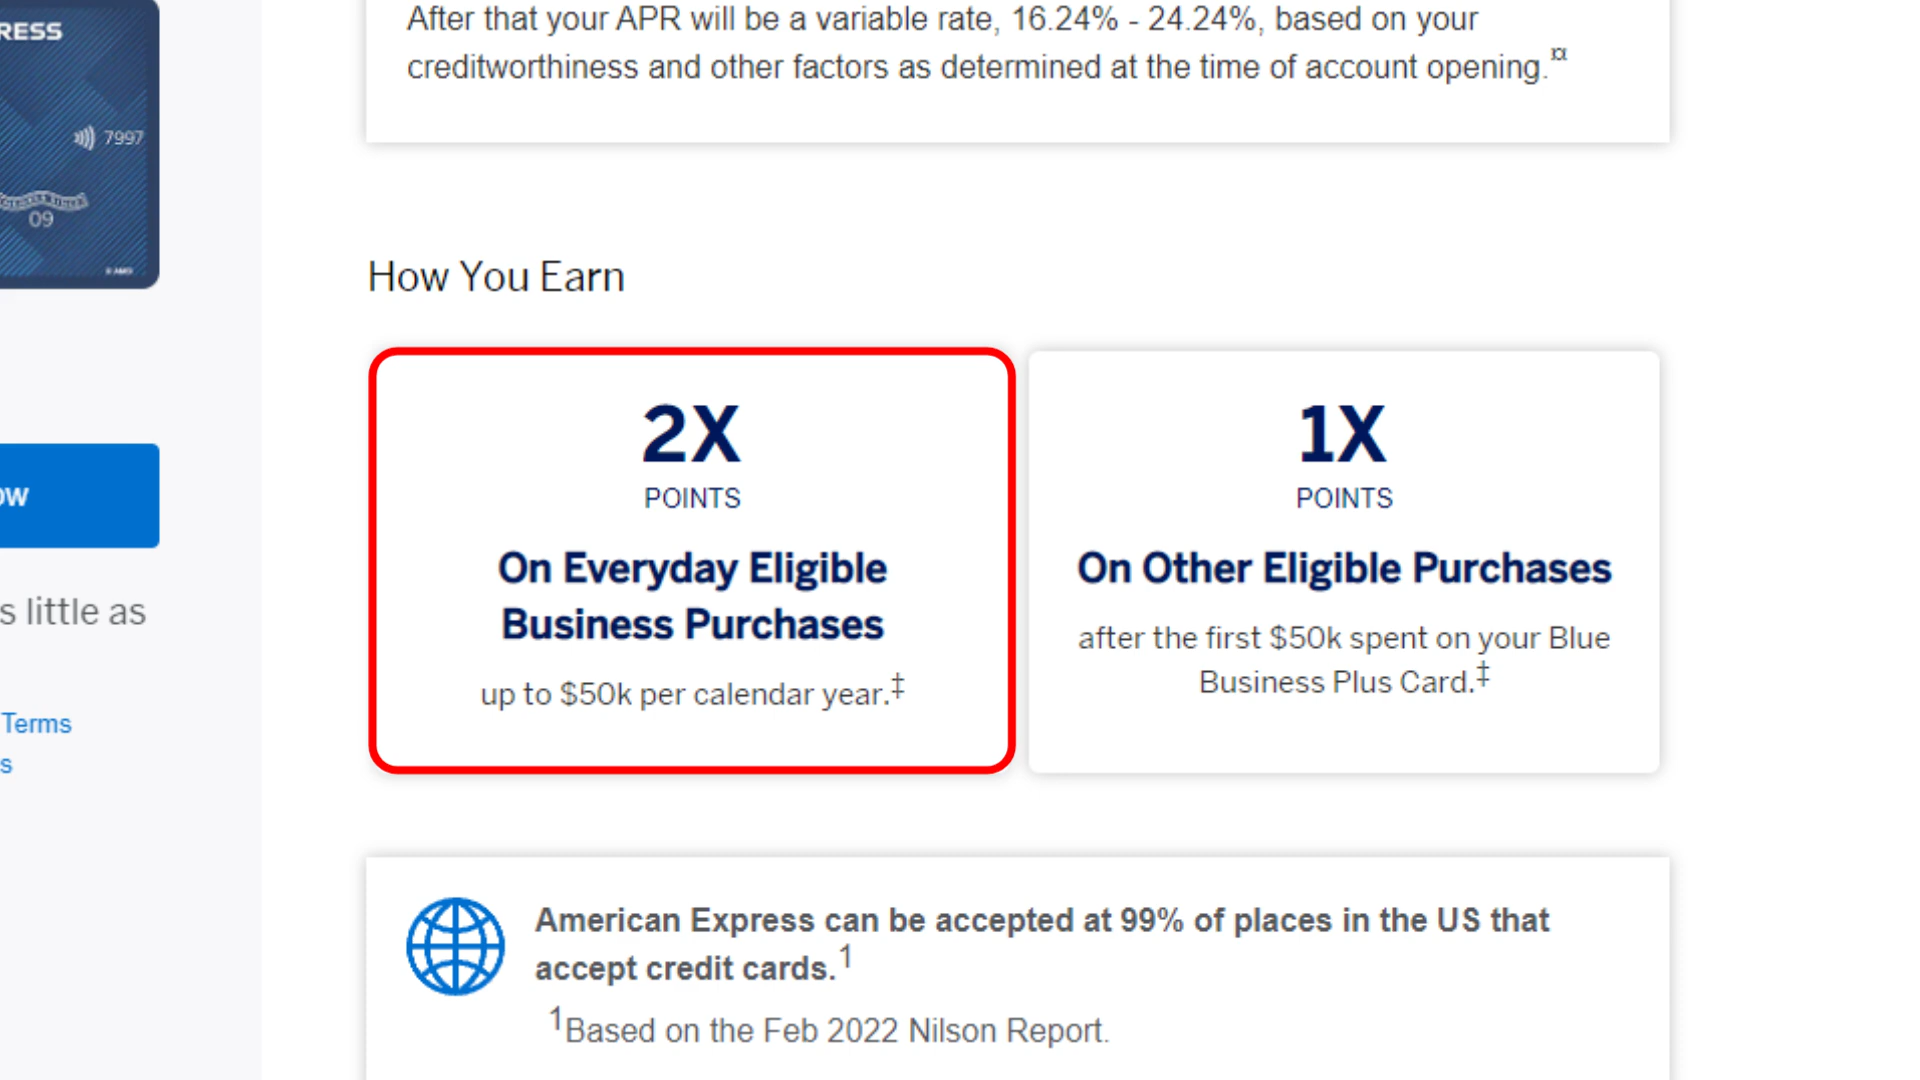 RESS
7997
09
ow
s little as
Terms
s
After that your APR will be a variable rate, 16.24% - 24.24%, based on your
creditworthiness and other factors as determined at the time of account opening.¤
How You Earn
2X
POINTS
On Everyday Eligible
Business Purchases
up to $50k per calendar year.‡
1X
POINTS
On Other Eligible Purchases
after the first $50k spent on your Blue
Business Plus Card.‡
American Express can be accepted at 99% of places in the US that
accept credit cards.1
1Based on the Feb 2022 Nilson Report.